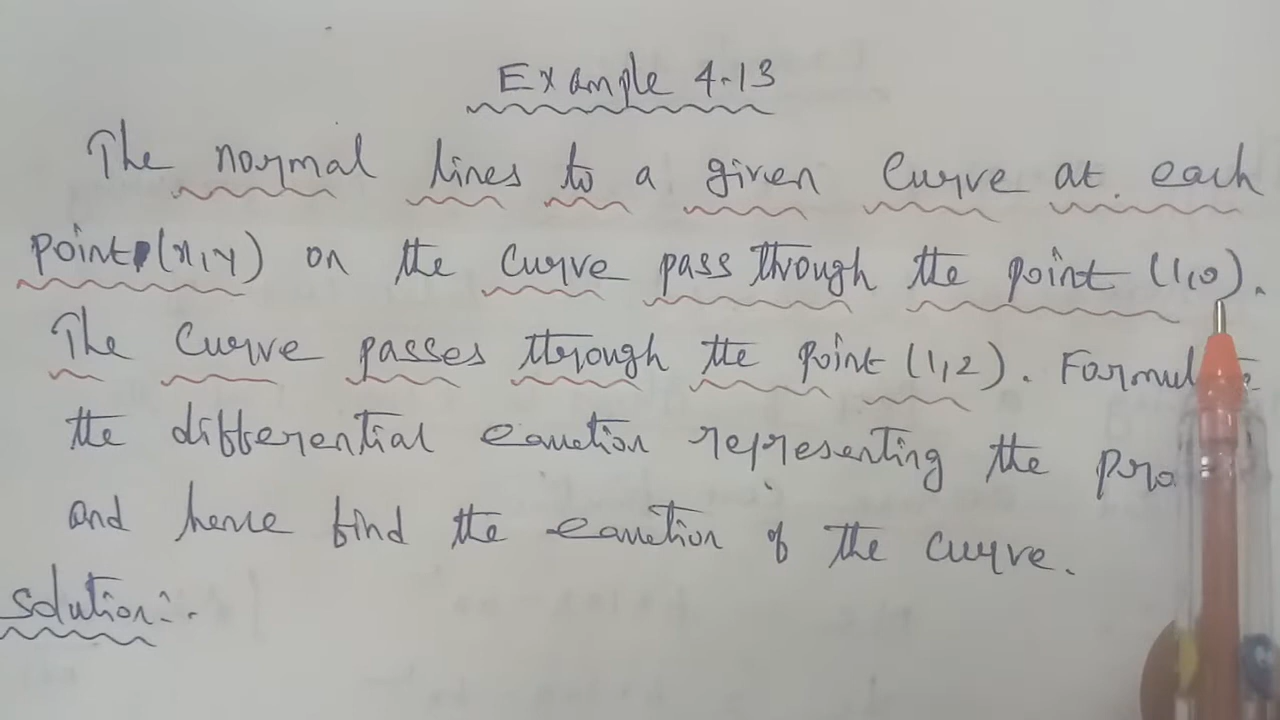 Example 4.13
The normal lines to a given curve at each
point (x,y) on the curve pass through the point (1,0).
The curve passes through the point (1,2).
the differential equation representing the
and hence find the equation of the curve.
solution:-